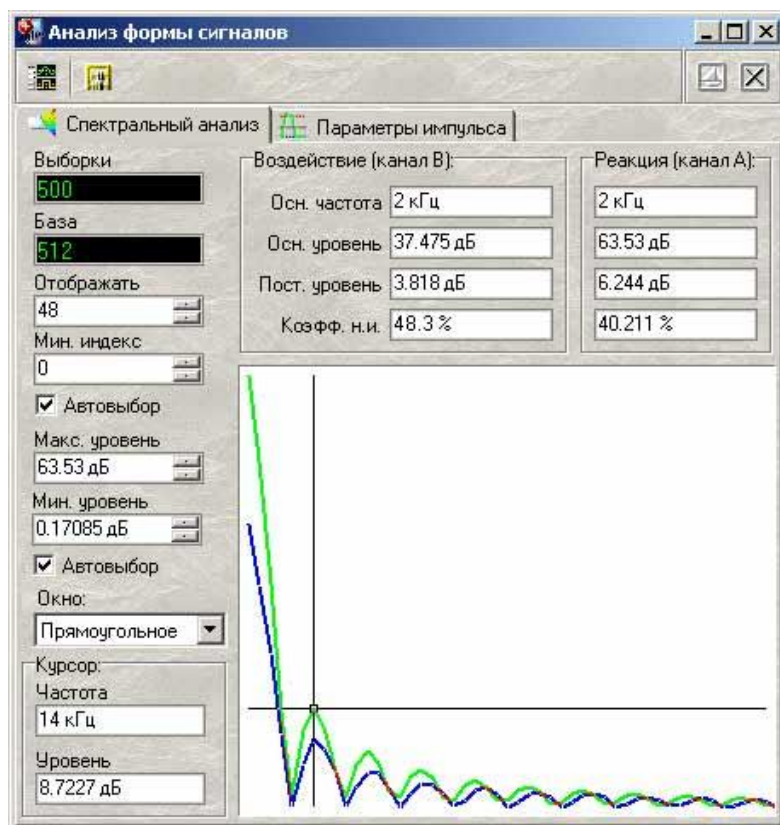 Анализ формы сигналов
Спектральный анализ
Параметры импульса
Выборки
500
База
512
Отображать
48
Мин. индекс
0
Автовыбор
Макс. уровень
63.53 дБ
Мин. уровень
0.17085 дБ
Автовыбор
Окно:
Прямоугольное
Курсор:
Частота
14 кГц
Уровень
8.7227 дБ
Воздействие (канал B):
Осн. частота 2 кГц
Осн. уровень 37.475 дБ
Пост. уровень 3.818 дБ
Коэфф. н.и. 48.3 %
Реакция (канал A):
2 кГц
63.53 дБ
6.244 дБ
40.211 %